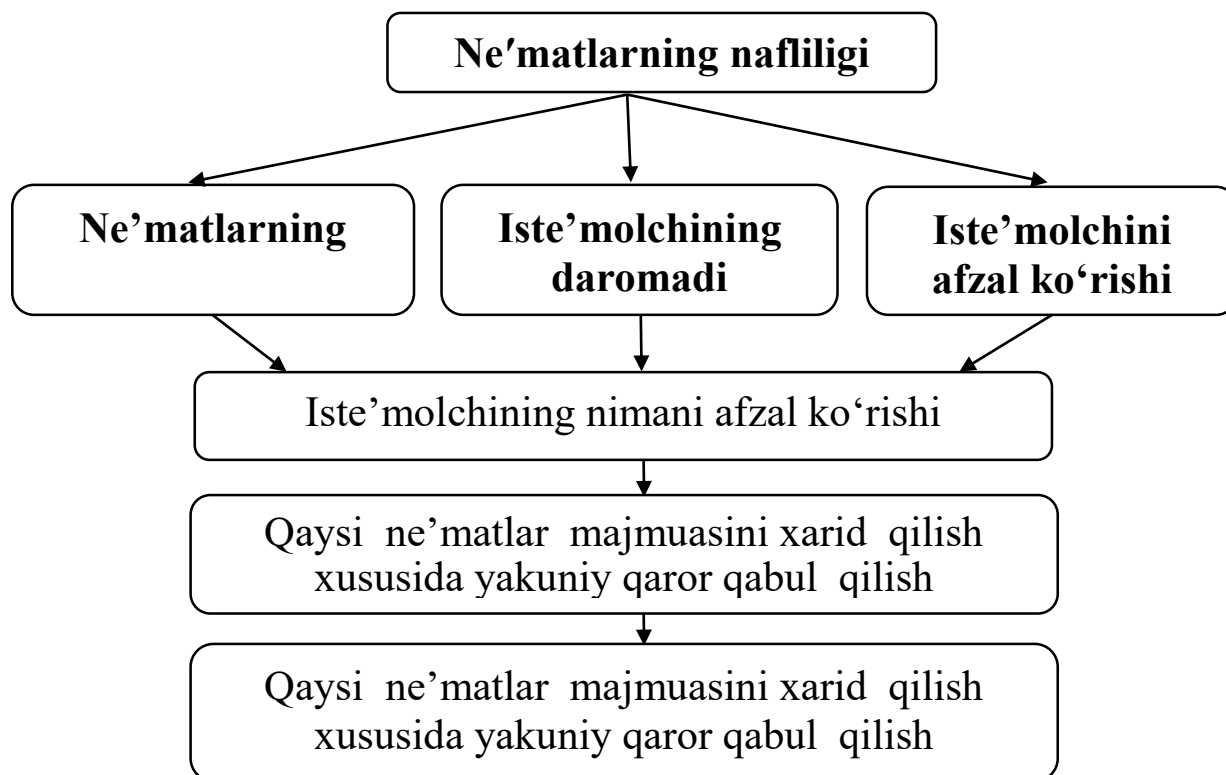 Ne′matlarning nafliligi
Ne’matlarning
Iste’molchining
daromadi
Iste’molchini
afzal ko‘rishi
Iste’molchining nimani afzal ko‘rishi
Qaysi ne’matlar majmuasini xarid qilish
xususida yakuniy qaror qabul qilish
Qaysi ne’matlar majmuasini xarid qilish
xususida yakuniy qaror qabul qilish